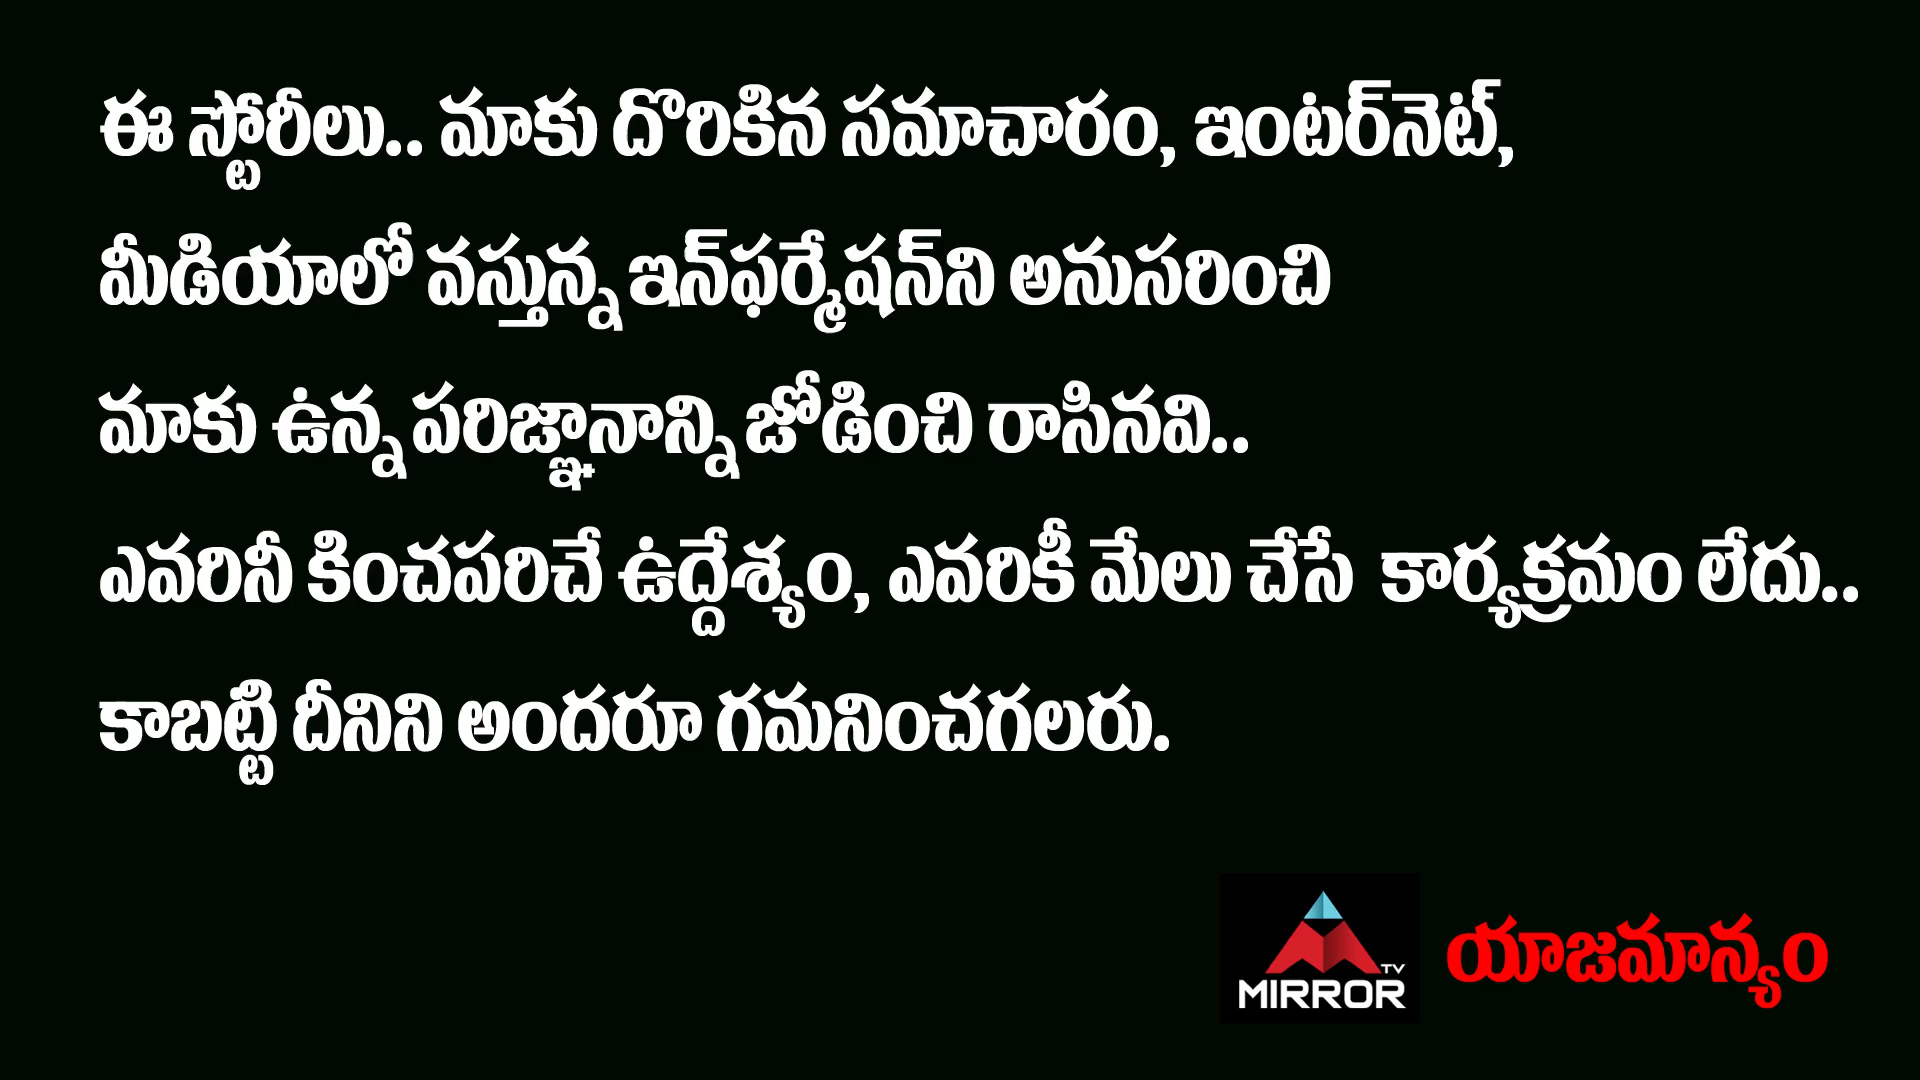 ఈ స్టోరీలు.. మాకు దొరికిన సమాచారం, ఇంటర్‌నెట్,
మీడియాలో వస్తున్న ఇన్‌ఫర్మేషన్‌ని అనుసరించి
మాకు ఉన్న పరిజ్ఞానాన్ని జోడించి రాసినవి..
ఎవరినీ కించపరిచే ఉద్దేశ్యం, ఎవరికీ మేలు చేసే కార్యక్రమం లేదు..
కాబట్టి దీనిని అందరూ గమనించగలరు.
TV
MIRROR
యాజమాన్యం